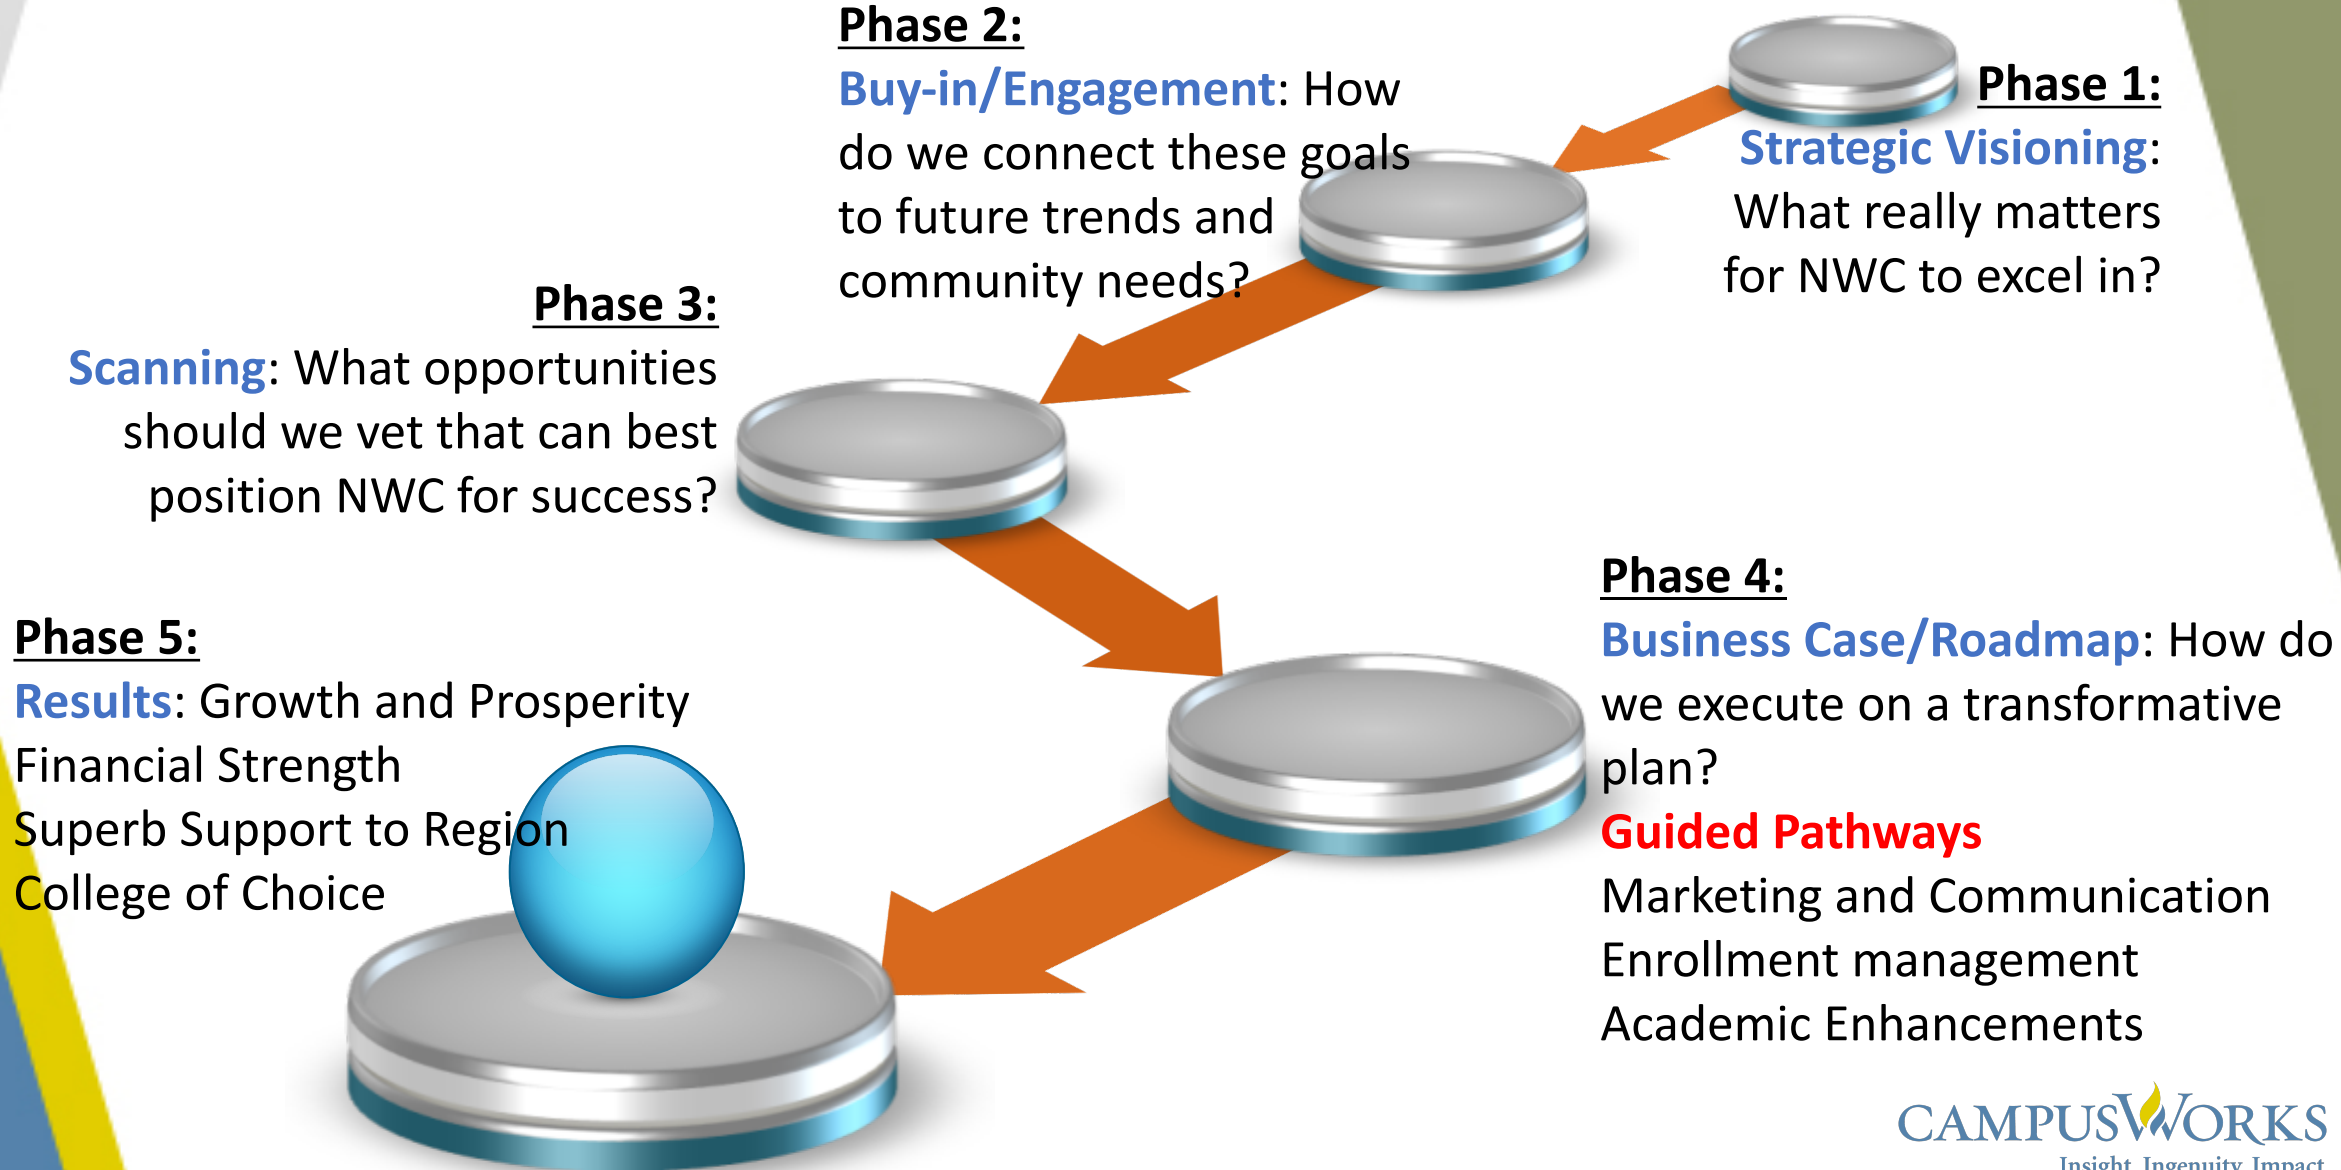 Phase 1:
Strategic Visioning:
What really matters
for NWC to excel in?
Phase 2:
Buy-in/Engagement: How
do we connect these goals
to future trends and
community needs?
Phase 3:
Scanning: What opportunities
should we vet that can best
position NWC for success?
Phase 4:
Business Case/Roadmap: How do
we execute on a transformative
plan?
Guided Pathways
Marketing and Communication
Enrollment management
Academic Enhancements
Phase 5:
Results: Growth and Prosperity
Financial Strength
Superb Support to Region
College of Choice
CAMPUSWORKS
Insight. Ingenuity. Impact.